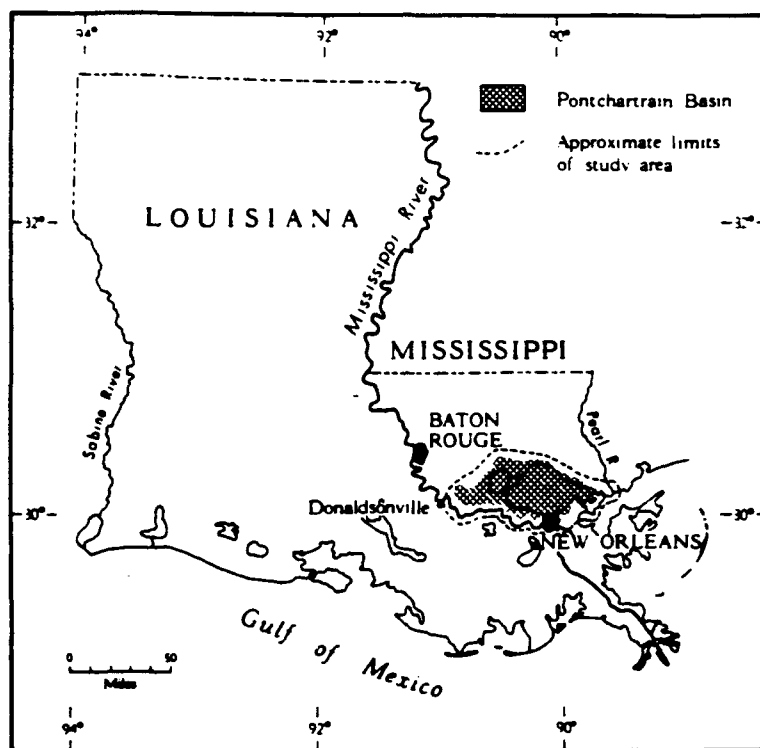 94°
92°
90°
Pontchartrain Basin
Approximate limits
of study area
32°
LOUISIANA
Mississippi River
32°
MISSISSIPPI
Sabine River
BATON
ROUGE
Pearl R.
Donaldsonville
30°
30°
NEW ORLEANS
Gulf of Mexico
0 50
Miles
94°
92°
90°